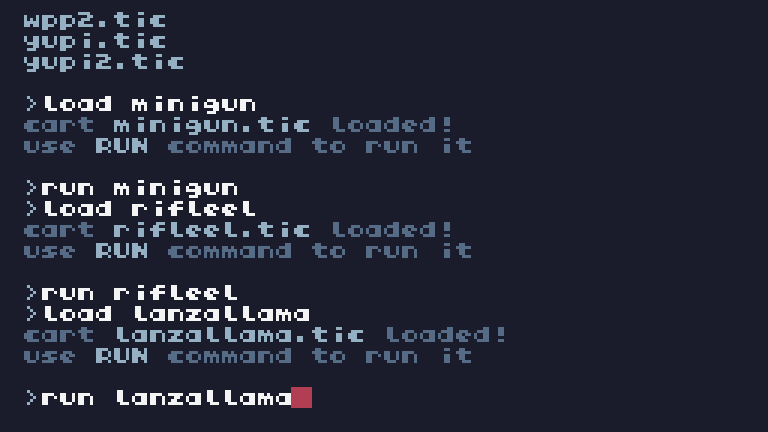 wpp2.tic
yupi.tic
yupi2.tic
>load minigun
cart minigun.tic loaded!
use RUN command to run it
>run minigun
>load rifleel
cart rifleel.tic loaded!
use RUN command to run it
>run rifleel
>load lanzallama
cart lanzallama.tic loaded!
use RUN command to run it
>run lanzallama